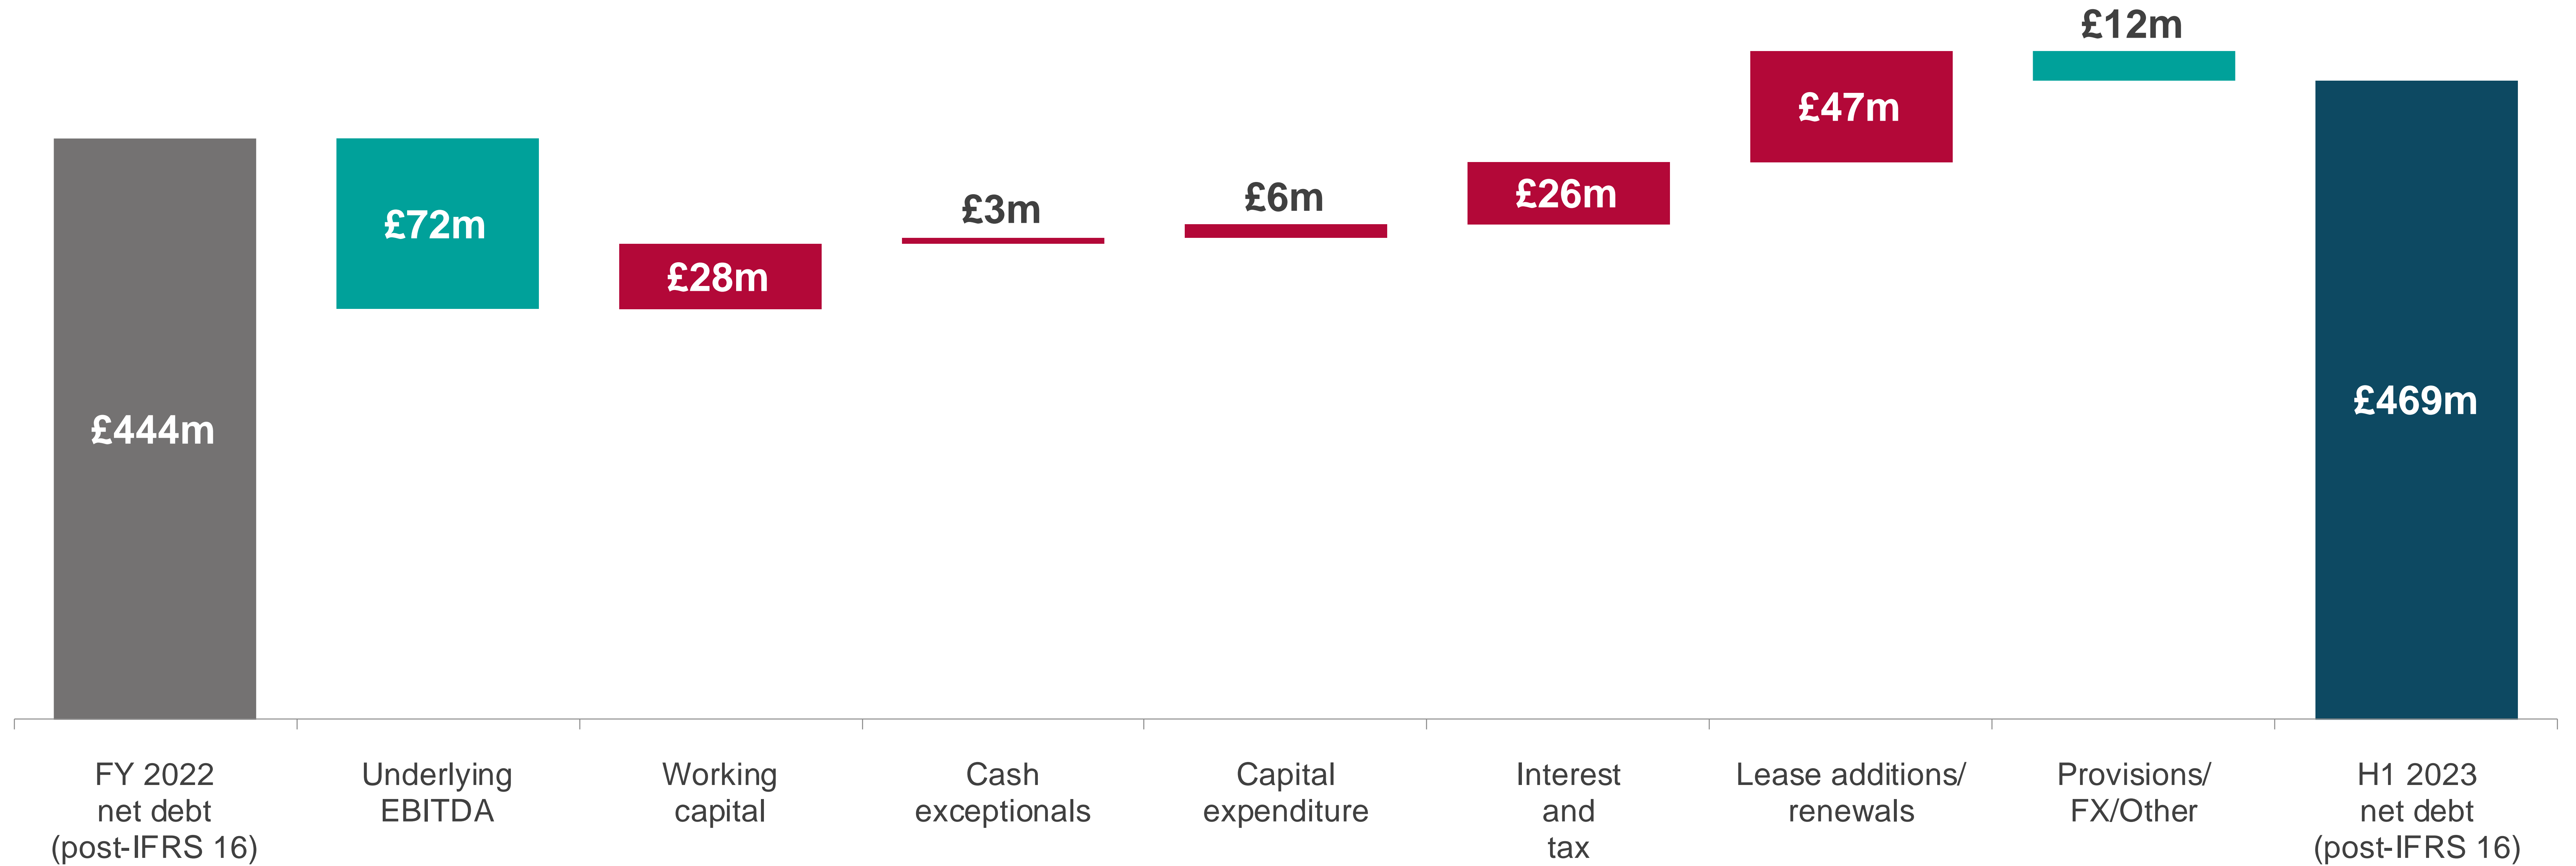 £12m
£47m
£6m
£26m
£3m
£72m
£28m
£444m
£469m
FY 2022
net debt
(post-IFRS 16)
Underlying
EBITDA
Working
capital
Cash
exceptionals
Capital
expenditure
Interest
and
tax
Lease additions/
renewals
Provisions/
FX/Other
H1 2023
net debt
(post-IFRS 16)